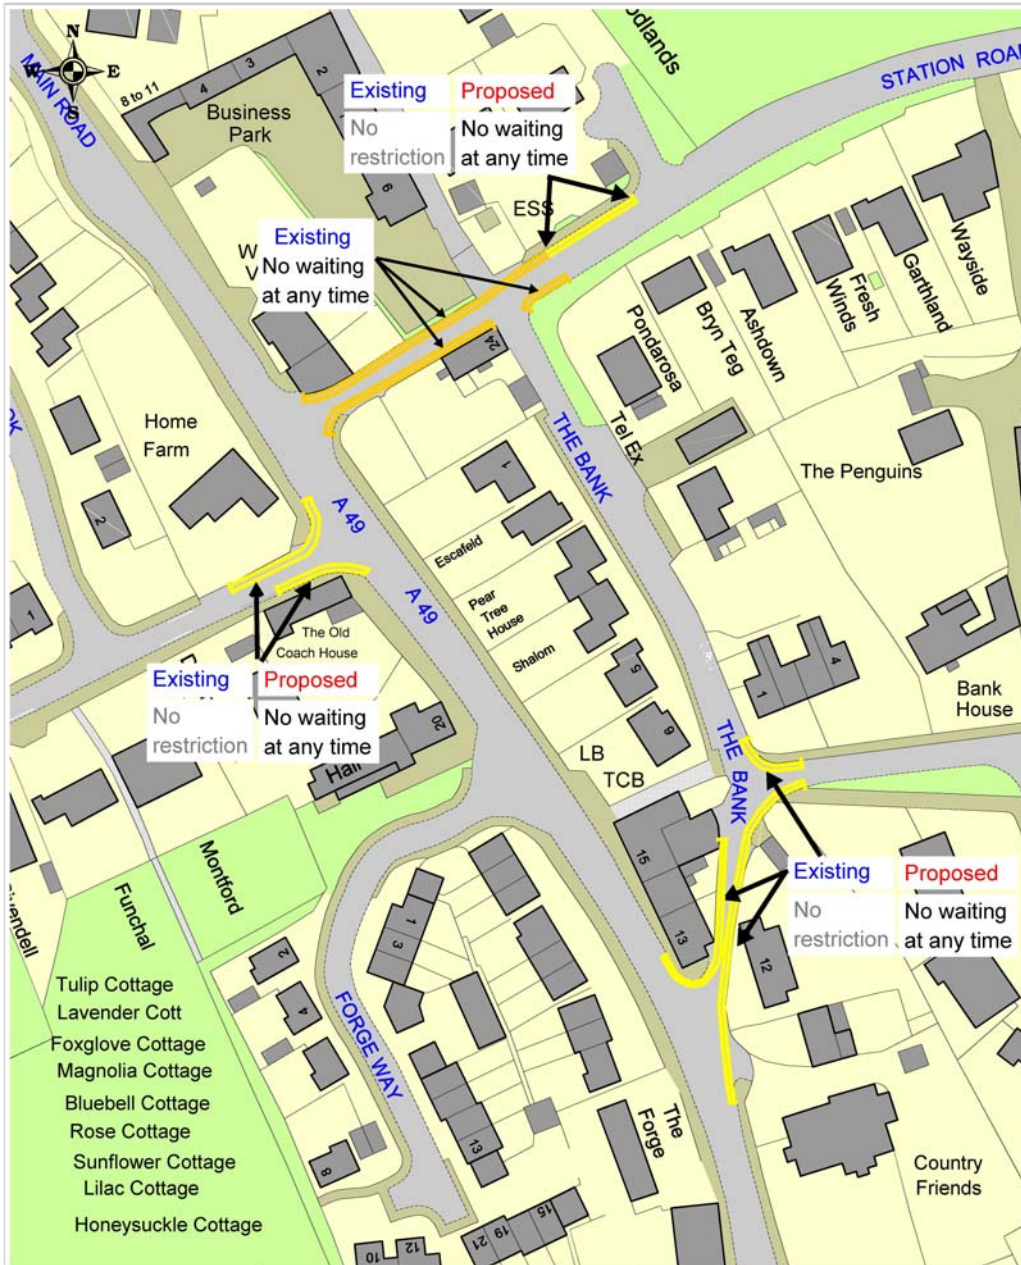 N
E
S
MAIN ROAD
8 to 11
4
3
2
Business
Park
6
odlands
STATION ROAD
Existing Proposed
No
restriction
No waiting
at any time
ESS
Existing
No waiting
at any time
24
Wayside
Garthland
Fresh
Winds
Ashdown
Bryn Teg
Pondarosa
Tel Ex
The Penguins
Home
Farm
2
1
A 49
A 49
THE BANK
1
Escafeld
Pear
Tree
House
Shalom
5
9
The Old
Coach House
Existing Proposed
No
restriction
No waiting
at any time
20
Hall
LB
TCB
1
4
Bank
House
THE BANK
15
13
12
Existing Proposed
No
restriction
No waiting
at any time
Montford
Funchal
1
3
2
4
8
13
FORGE WAY
Tulip Cottage
Lavender Cott
Foxglove Cottage
Magnolia Cottage
Bluebell Cottage
Rose Cottage
Sunflower Cottage
Lilac Cottage
Honeysuckle Cottage
The
Forge
Country
Friends
10
12
21
19
15